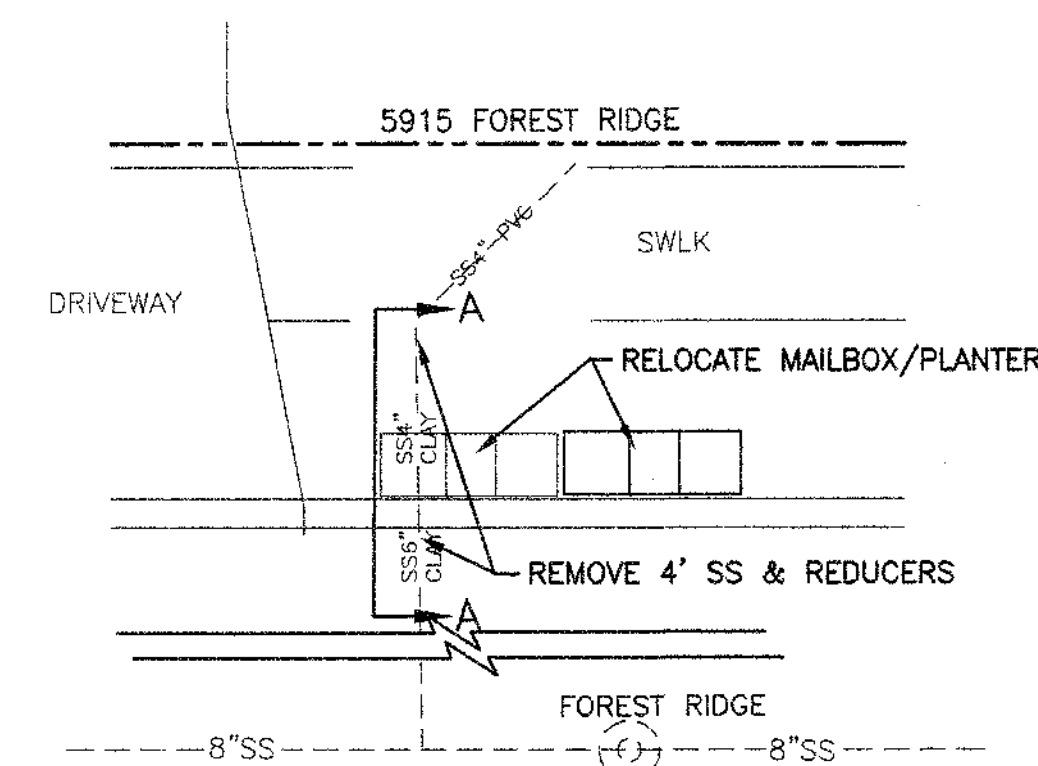 5915 FOREST RIDGE
SS4" PVC
SWLK
DRIVEWAY
A
RELOCATE MAILBOX/PLANTER
SS4"
CLAY
SS6"
CLAY
REMOVE 4' SS & REDUCERS
A
FOREST RIDGE
8"SS
8"SS